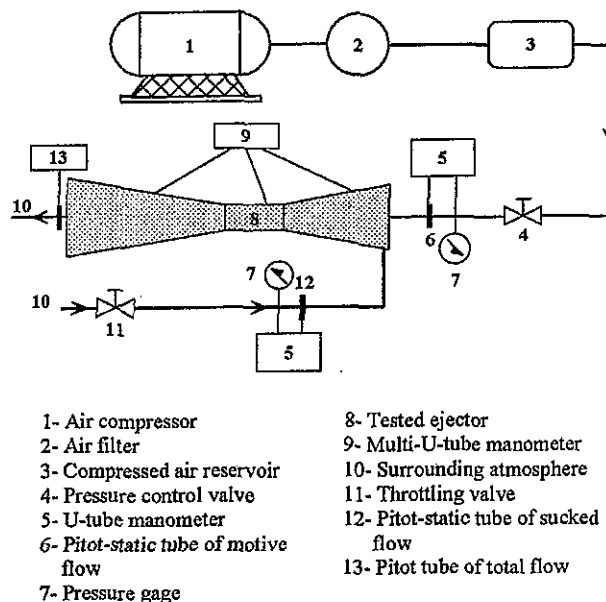 1
2
3
9
13
5
10
8
6
4
7
7
12
10
11
5
1- Air compressor
2- Air filter
3- Compressed air reservoir
4- Pressure control valve
5- U-tube manometer
6- Pitot-static tube of motive
flow
7- Pressure gage
8- Tested ejector
9- Multi-U-tube manometer
10- Surrounding atmosphere
11- Throttling valve
12- Pitot-static tube of sucked
flow
13- Pitot tube of total flow